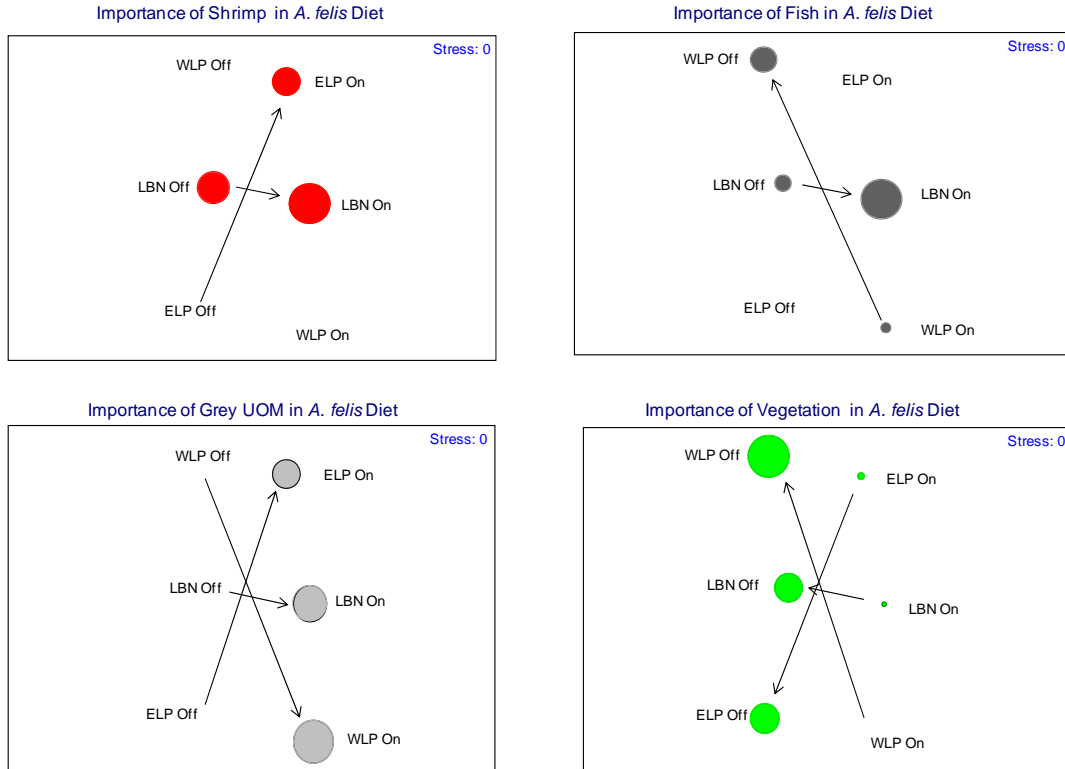 Importance of Shrimp in A. felis Diet
Stress: 0
WLP Off
ELP On
LBN Off
LBN On
ELP Off
WLP On
Importance of Fish in A. felis Diet
Stress: 0
WLP Off
ELP On
LBN Off
LBN On
ELP Off
WLP On
Importance of Grey UOM in A. felis Diet
Stress: 0
WLP Off
ELP On
LBN Off
LBN On
ELP Off
WLP On
Importance of Vegetation in A. felis Diet
Stress: 0
WLP Off
ELP On
LBN Off
LBN On
ELP Off
WLP On